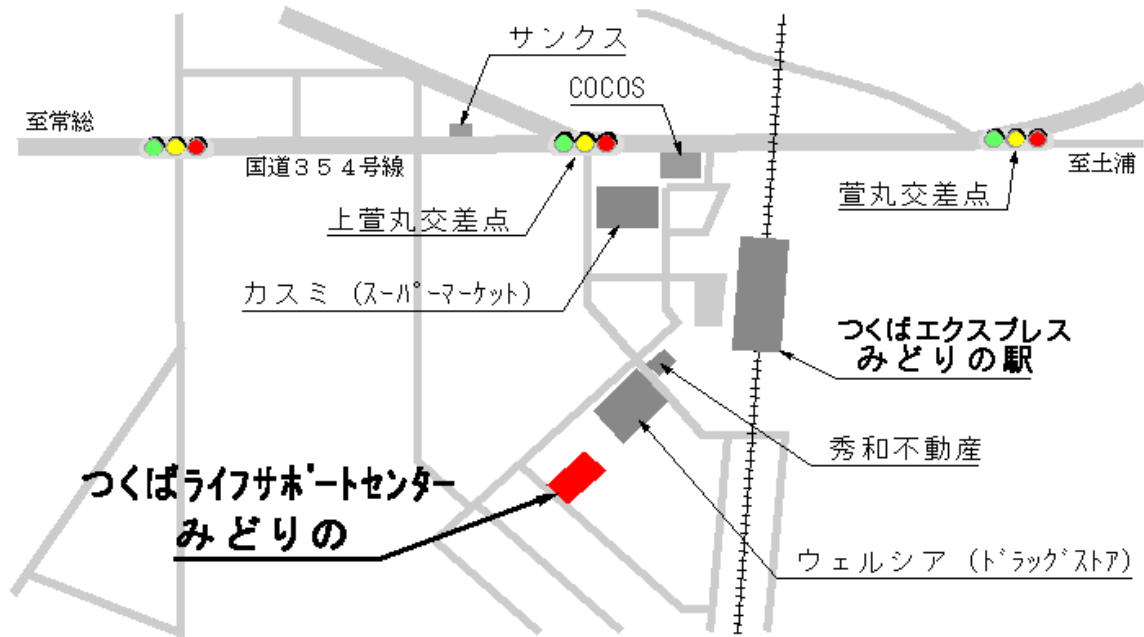 サンクス
COCOS
至常総
国道３５４号線
至土浦
萱丸交差点
上萱丸交差点
カスミ（ｽｰﾊﾟｰﾏｰｹｯﾄ）
つくばエクスプレス
みどりの駅
秀和不動産
つくばライフサポートセンター
みどりの
ウェルシア（ﾄﾞﾗｯｸﾞｽﾄｱ）